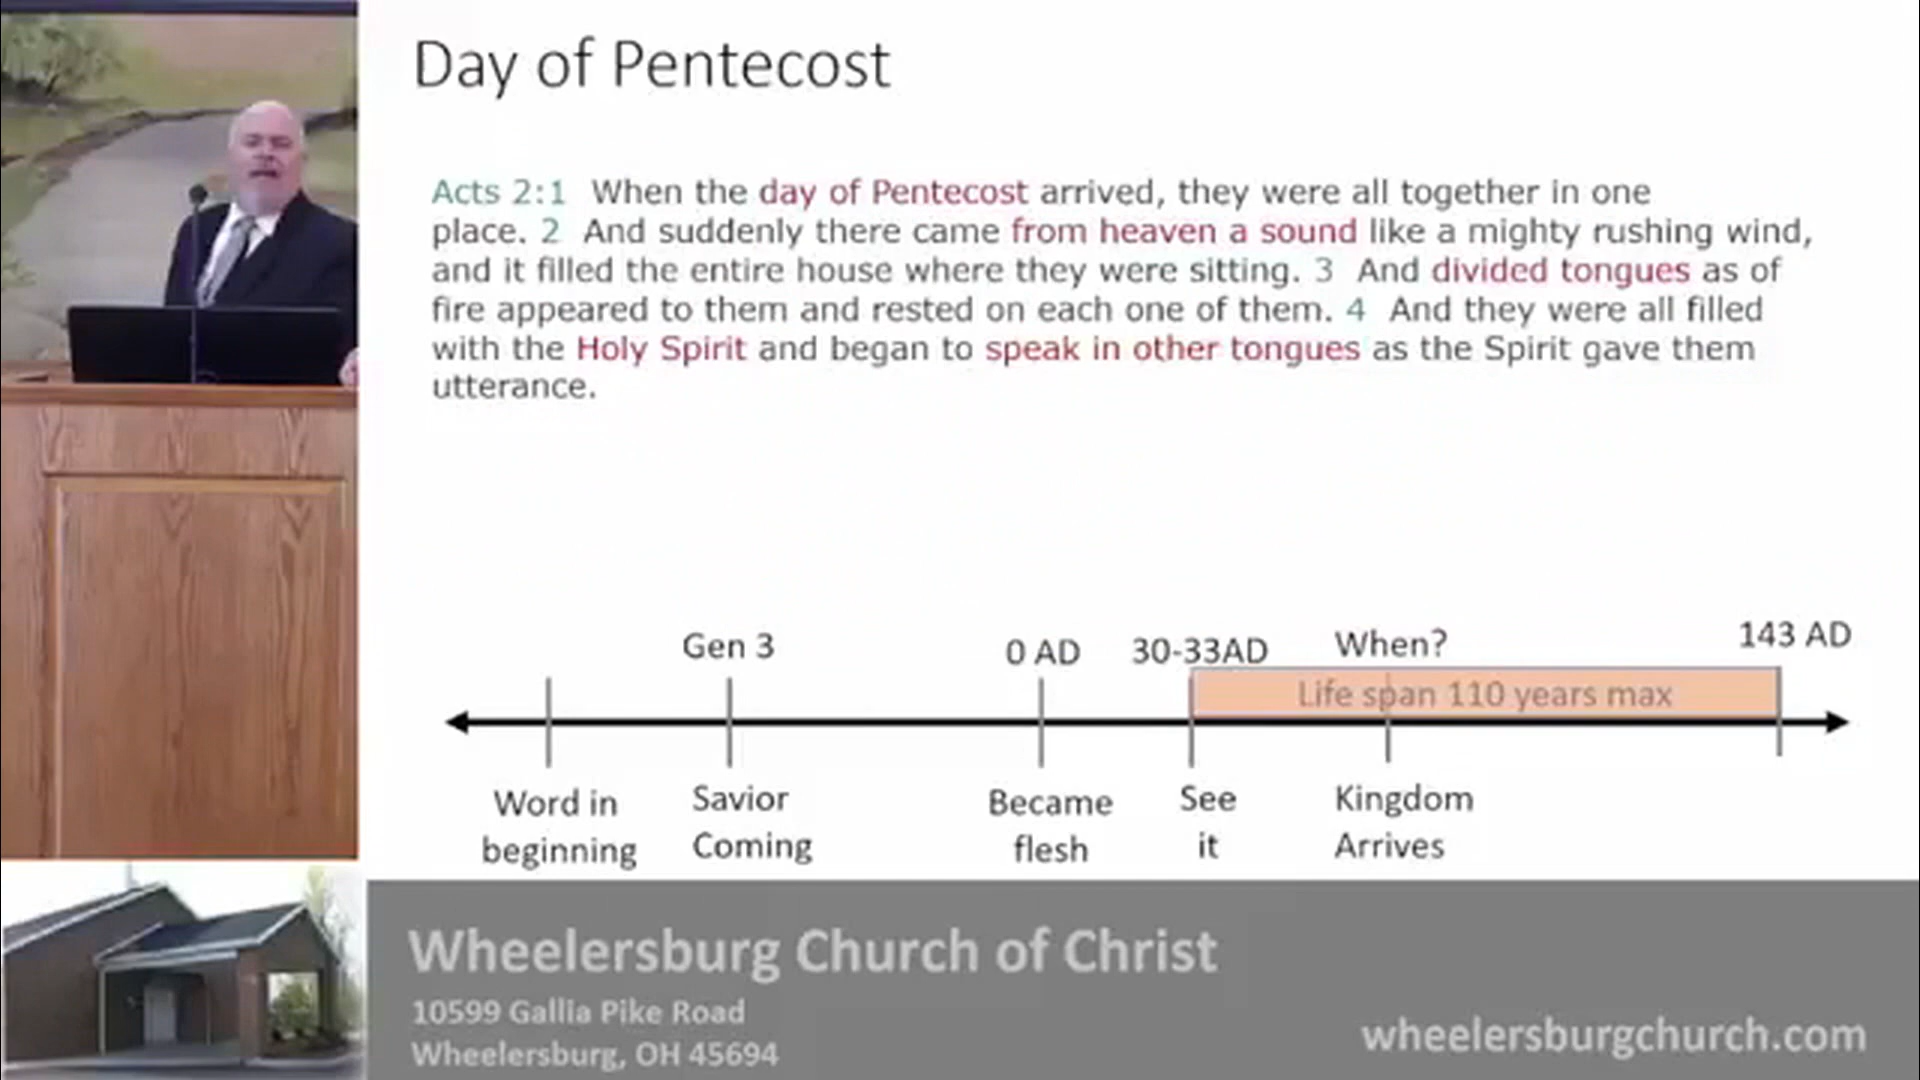 Day of Pentecost
Acts 2:1 When the day of Pentecost arrived, they were all together in one
place. 2 And suddenly there came from heaven a sound like a mighty rushing wind,
and it filled the entire house where they were sitting. 3 And divided tongues as of
fire appeared to them and rested on each one of them. 4 And they were all filled
with the Holy Spirit and began to speak in other tongues as the Spirit gave them
utterance.
Gen 3
0 AD
30-33AD
When?
143 AD
Life span 110 years max
Word in
beginning
Savior
Coming
Became
flesh
See
it
Kingdom
Arrives
Wheelersburg Church of Christ
10599 Gallia Pike Road
Wheelersburg, OH 45694
wheelersburgchurch.com